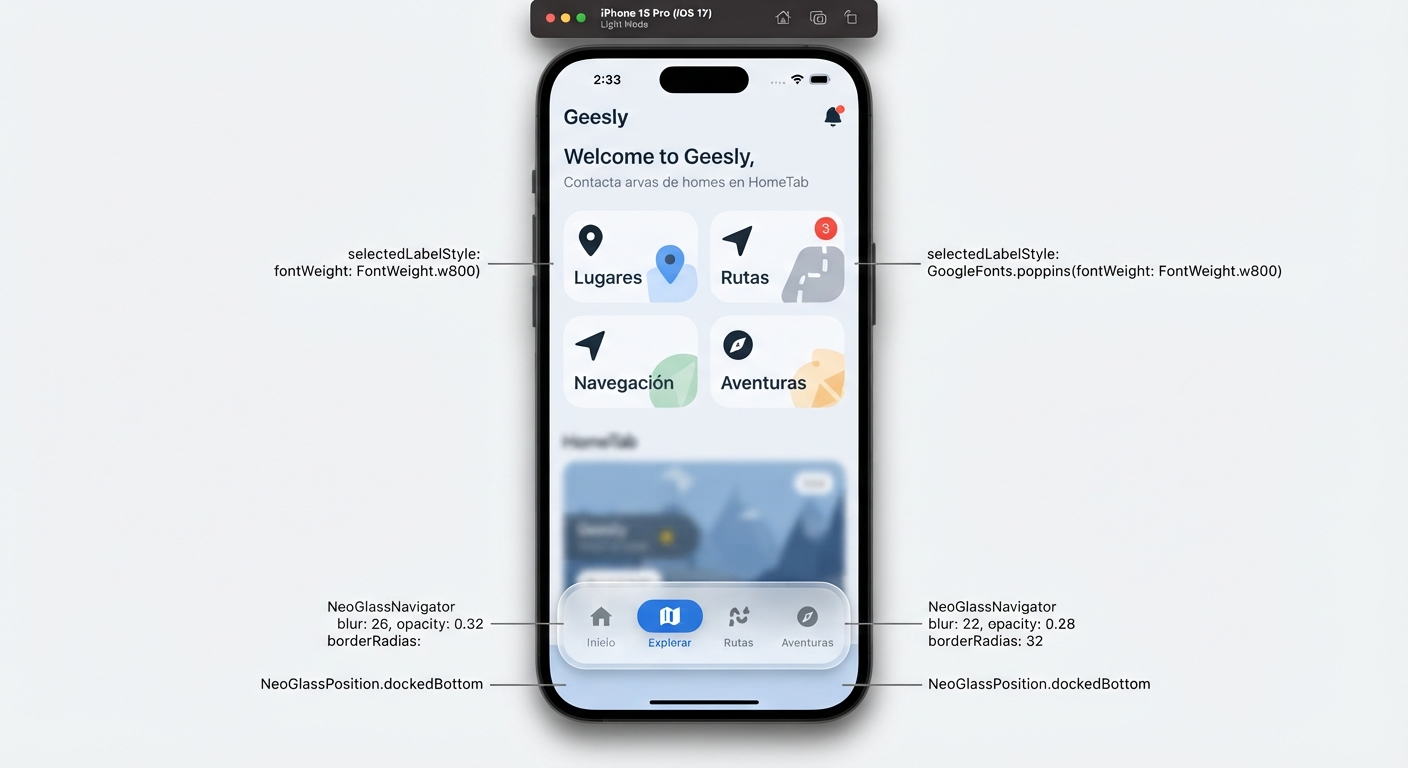 iPhone 15 Pro (iOS 17)
Light Mode
2:33
Geesly
Welcome to Geesly,
Contacta arvas de homes en HomeTab
Lugares
3
Rutas
Navegación
Aventuras
HomeTab
Geesly
Inieio
Explorar
Rutas
Aventuras
selectedLabelStyle:
fontWeight: FontWeight.w800)
selectedLabelStyle:
GoogleFonts.poppins(fontWeight: FontWeight.w800)
NeoGlassNavigator
blur: 26, opacity: 0.32
borderRadias:
NeoGlassNavigator
blur: 22, opacity: 0.28
borderRadias: 32
NeoGlassPosition.dockedBottom
NeoGlassPosition.dockedBottom